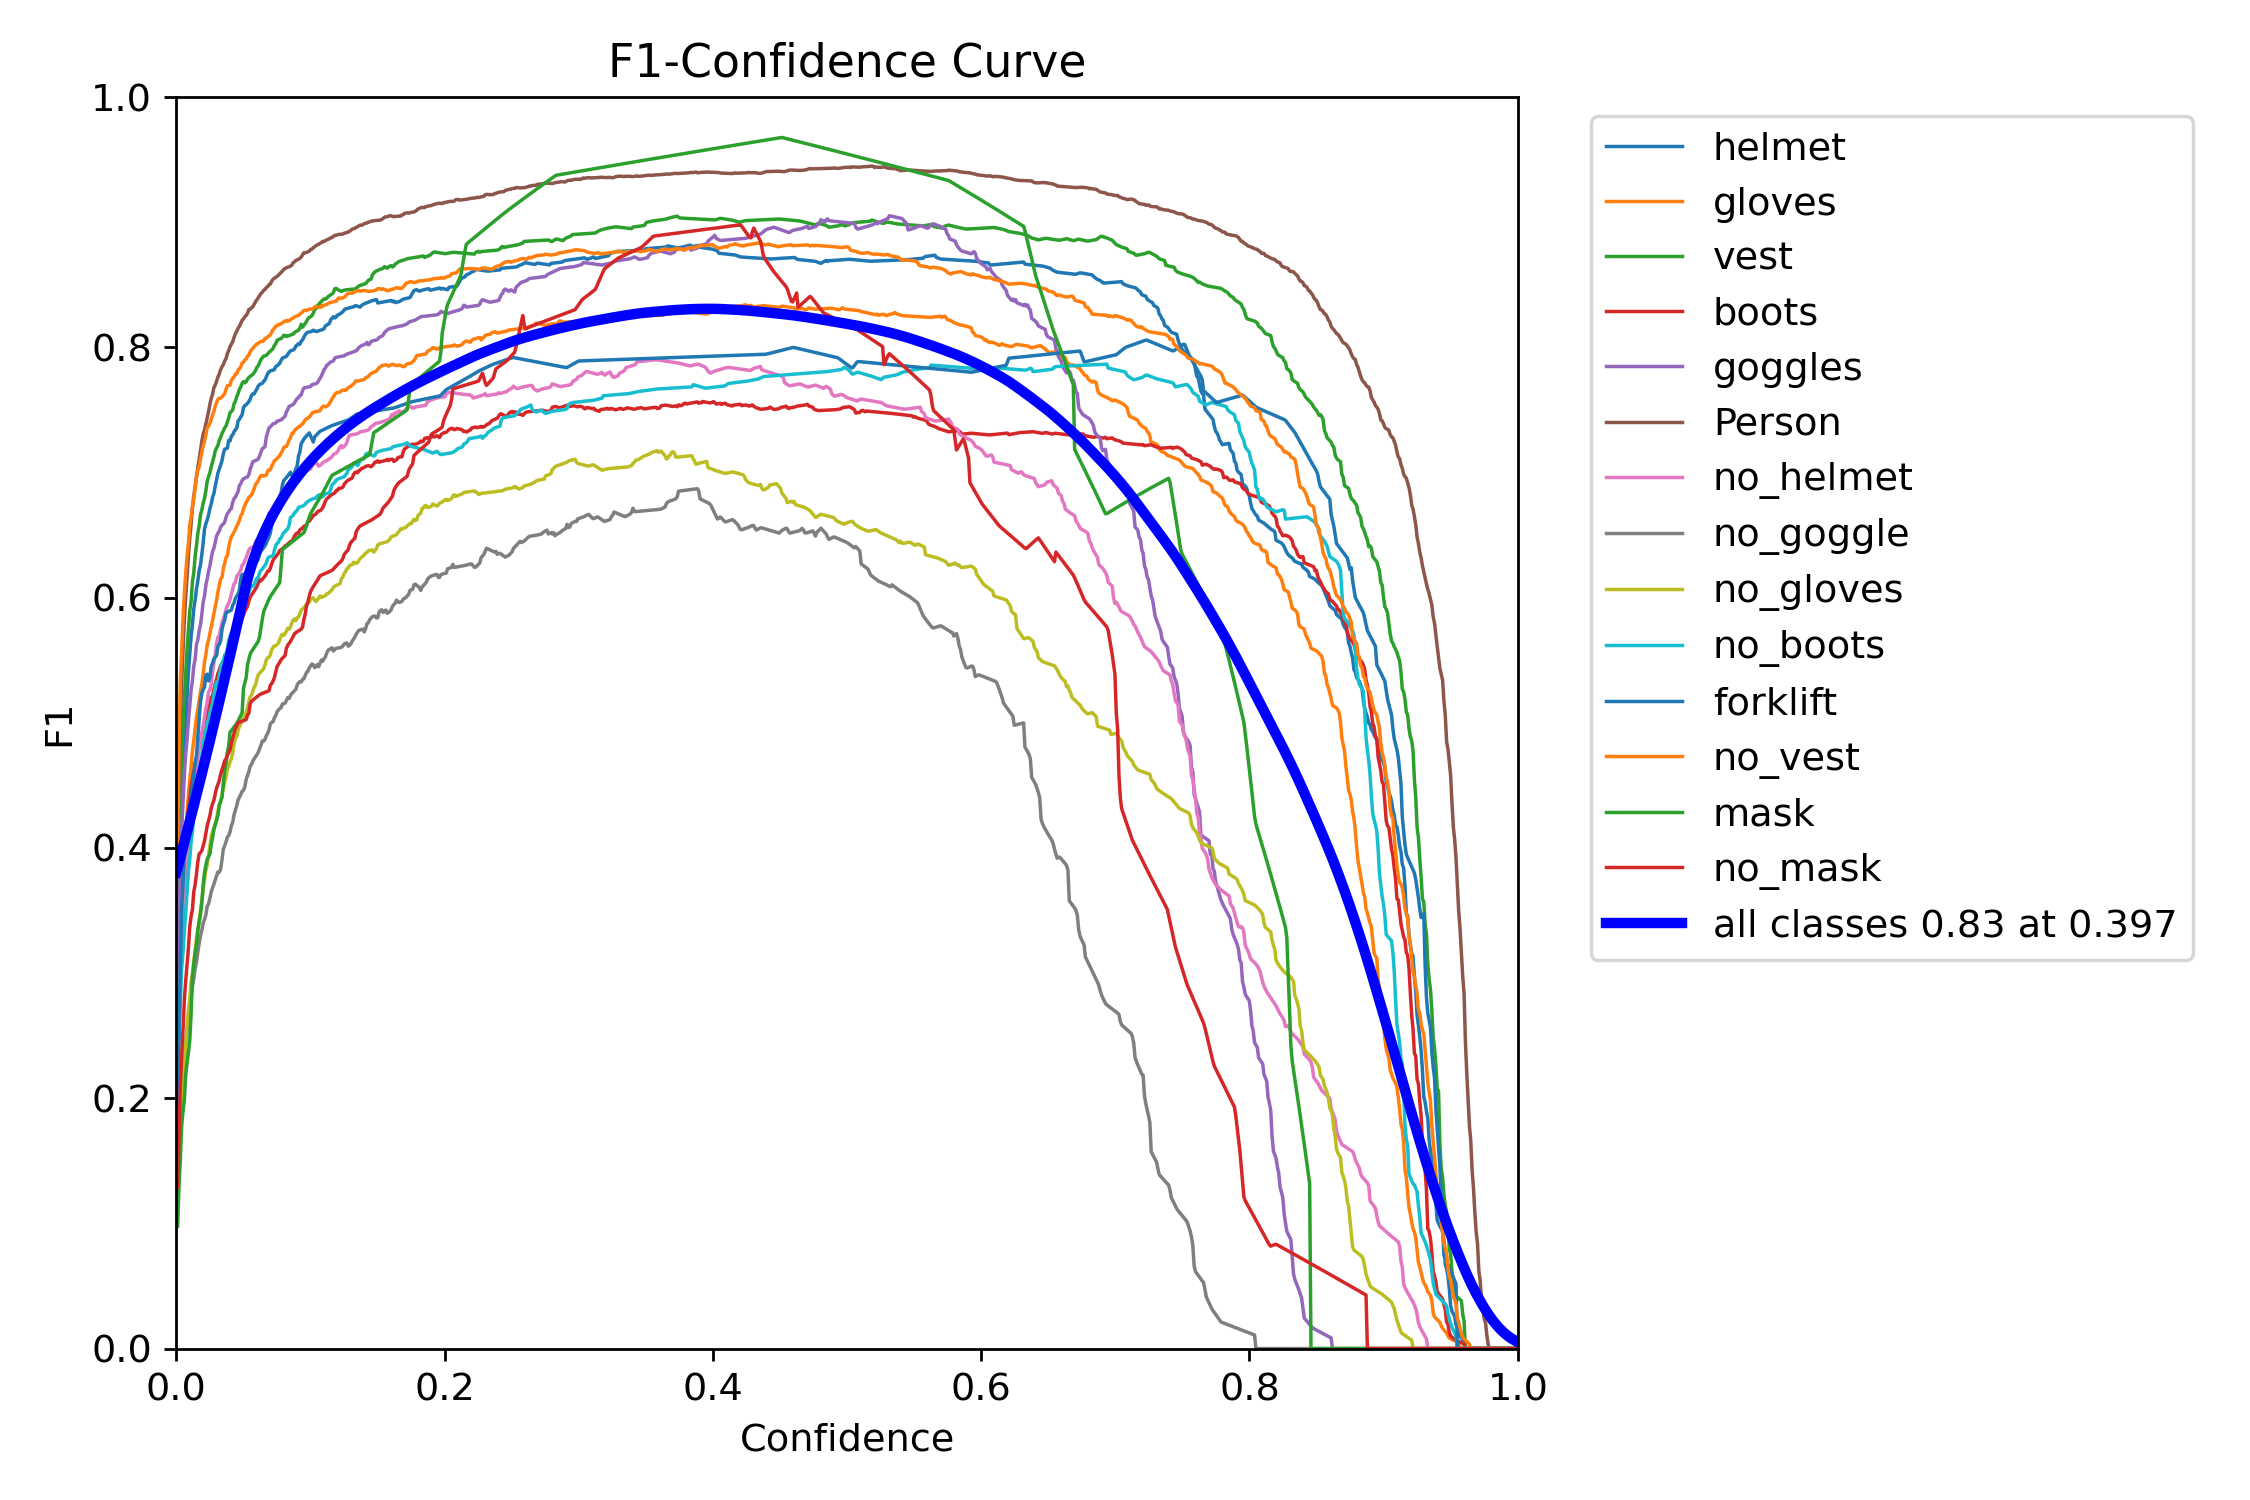 F1-Confidence Curve
1.0
0.8
0.6
0.4
0.2
0.0
F1
0.0 0.2 0.4 0.6 0.8 1.0
Confidence
helmet
gloves
vest
boots
goggles
Person
no_helmet
no_goggle
no_gloves
no_boots
forklift
no_vest
mask
no_mask
all classes 0.83 at 0.397